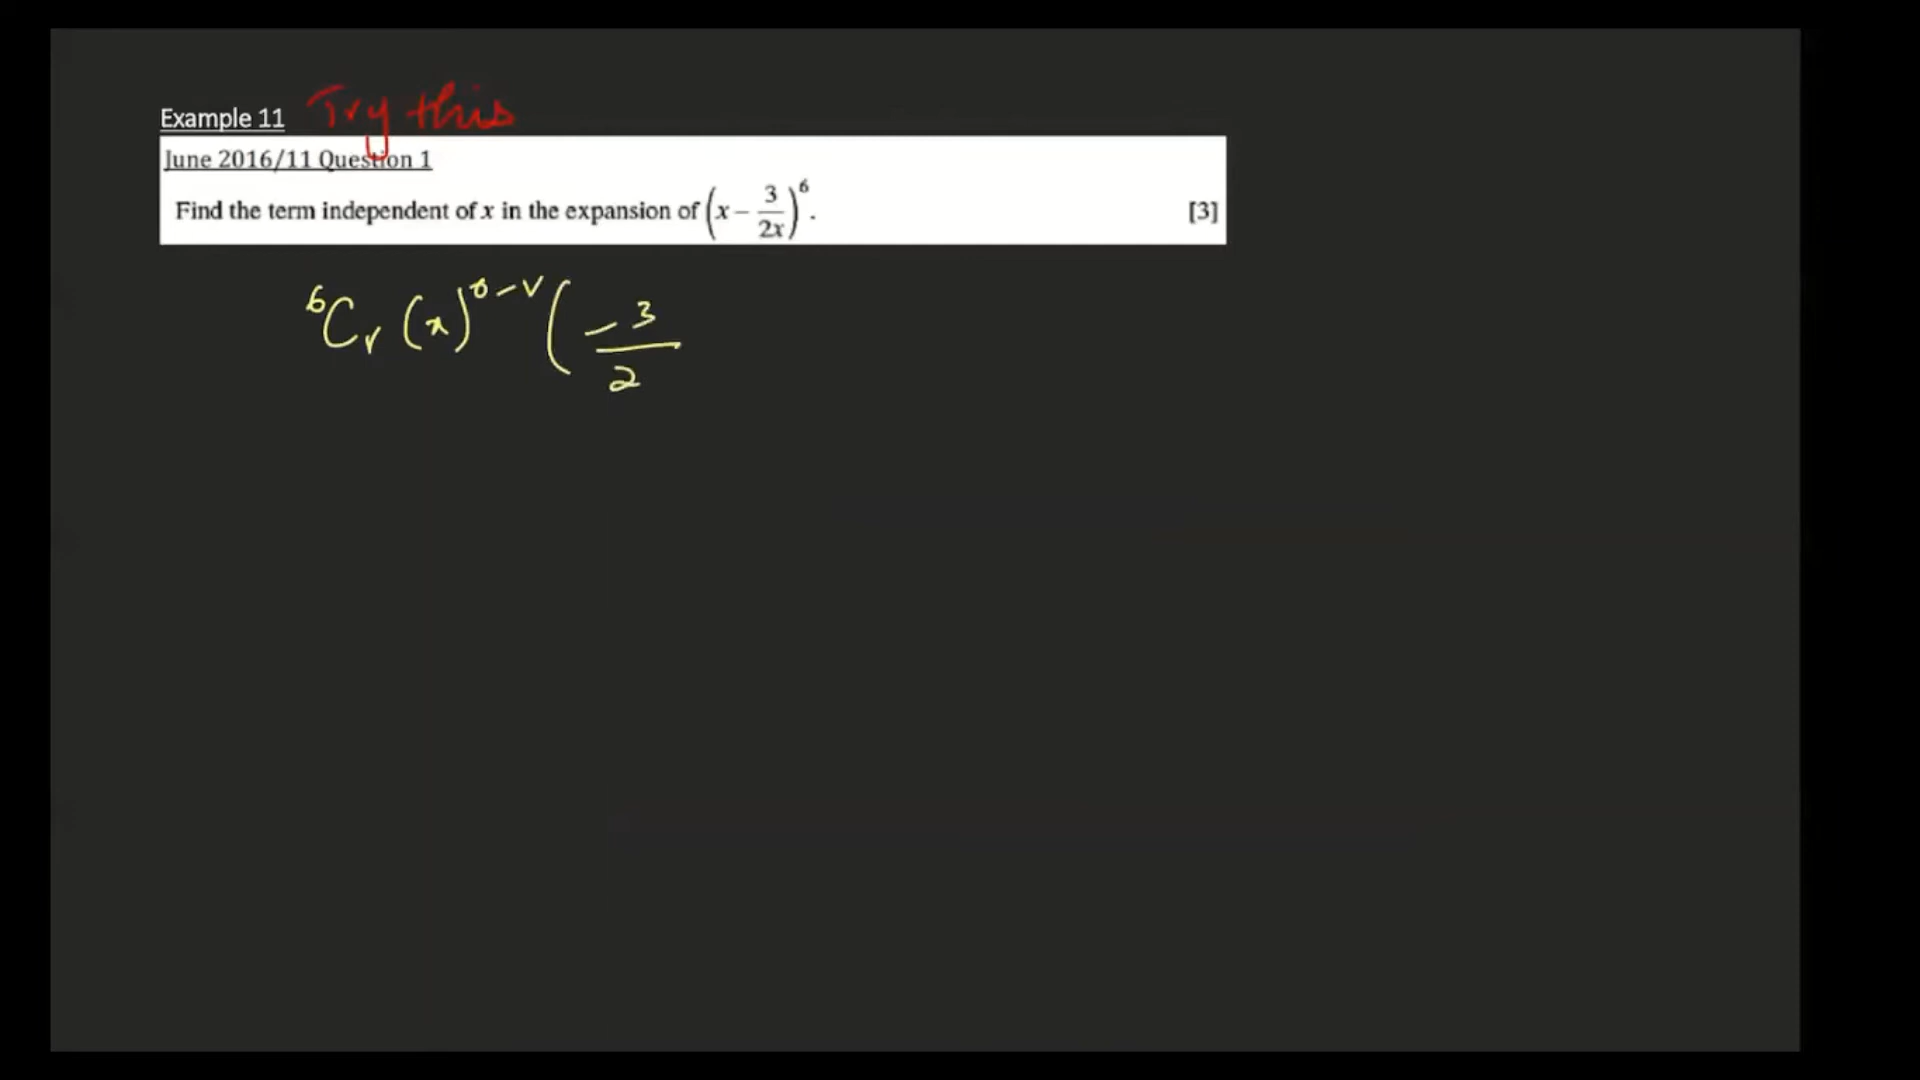 Example 11 Try this
June 2016/11 Question 1
Find the term independent of x in the expansion of (x − 3/2x)⁶. [3]
⁶Cᵣ (x)⁶⁻ʳ ( −3/2